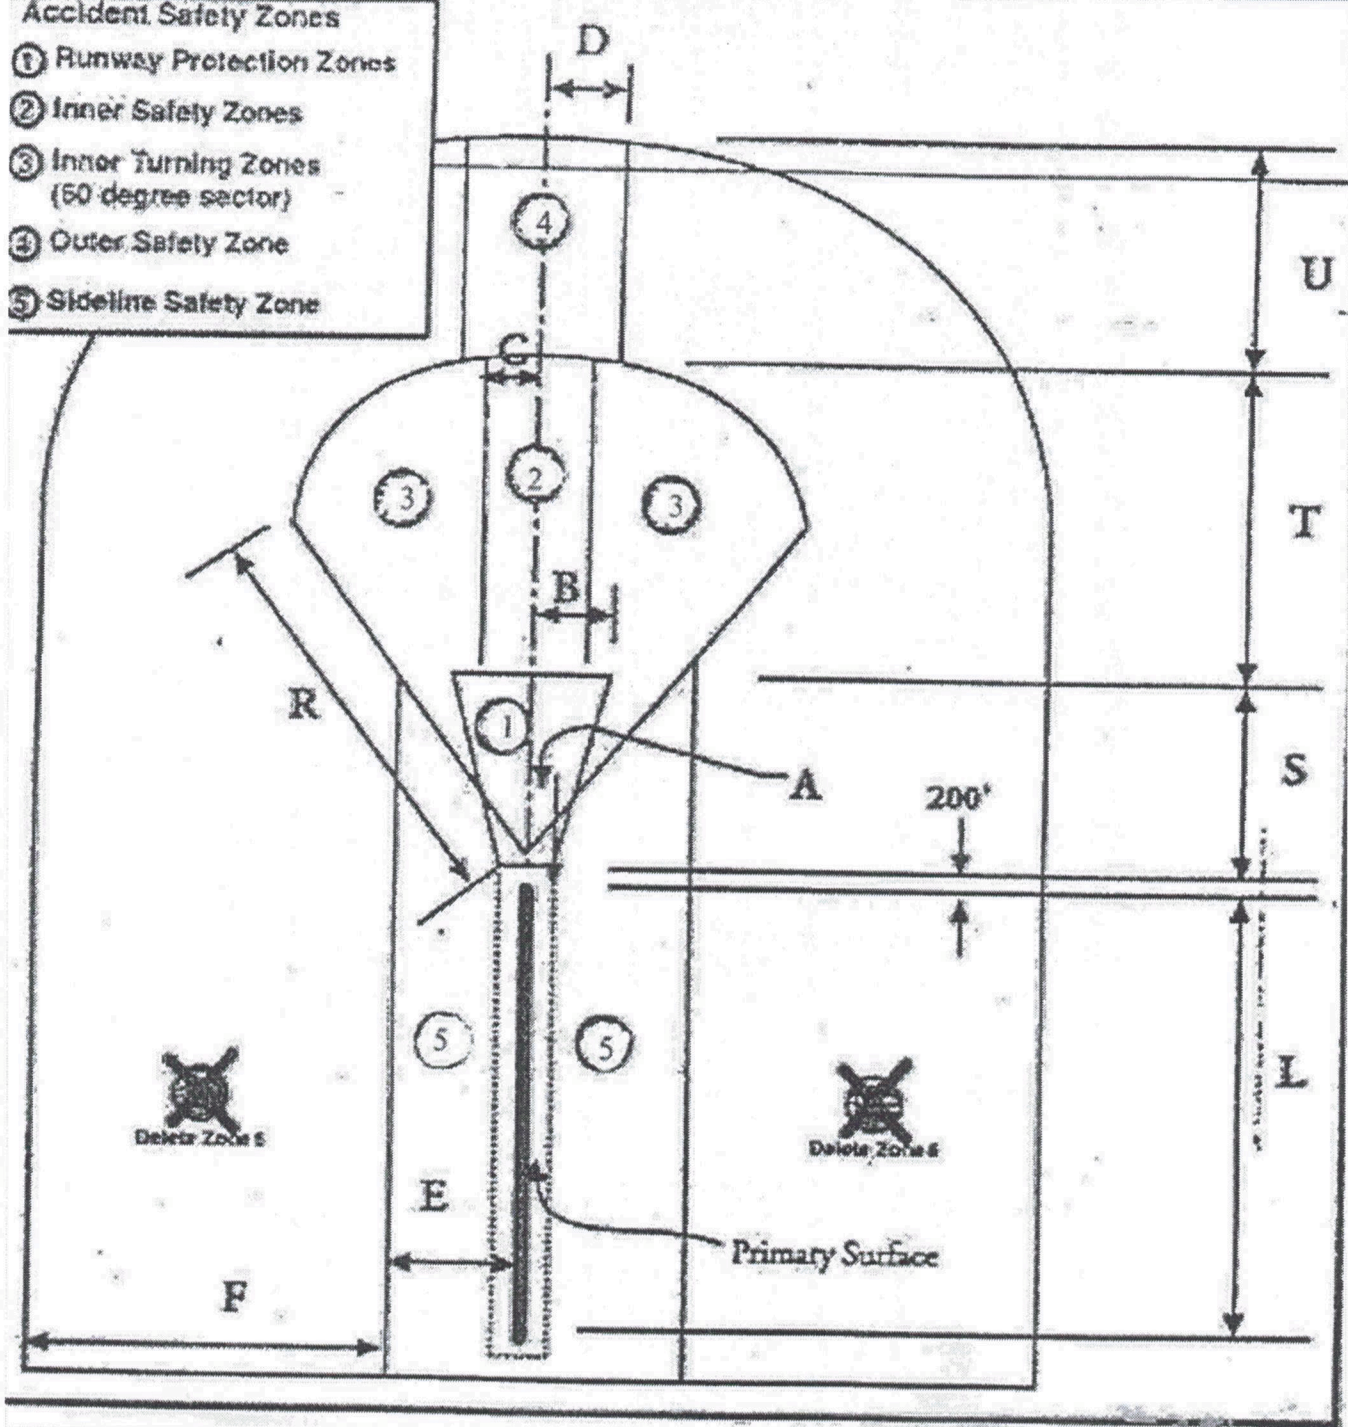 Accident Safety Zones
1 Runway Protection Zones
2 Inner Safety Zones
3 Inner Turning Zones
(60 degree sector)
4 Outer Safety Zone
5 Sideline Safety Zone
D
4
U
C
3
2
3
T
B
R
1
A
200'
S
5
5
L
Delete Zone 6
Delete Zone 6
E
Primary Surface
F